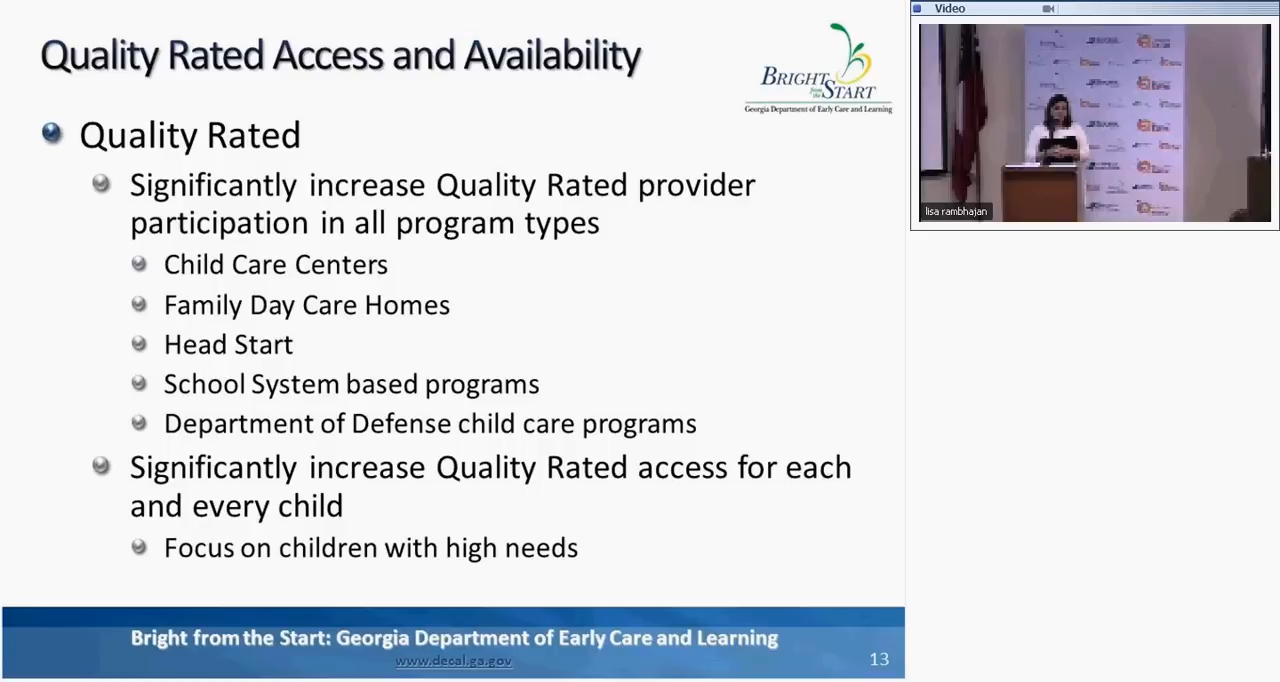 Quality Rated Access and Availability
BRIGHT
from the
START
Georgia Department of Early Care and Learning
Quality Rated
Significantly increase Quality Rated provider
participation in all program types
Child Care Centers
Family Day Care Homes
Head Start
School System based programs
Department of Defense child care programs
Significantly increase Quality Rated access for each
and every child
Focus on children with high needs
Bright from the Start: Georgia Department of Early Care and Learning
www.decal.ga.gov
13
Video
lisa rambhajan